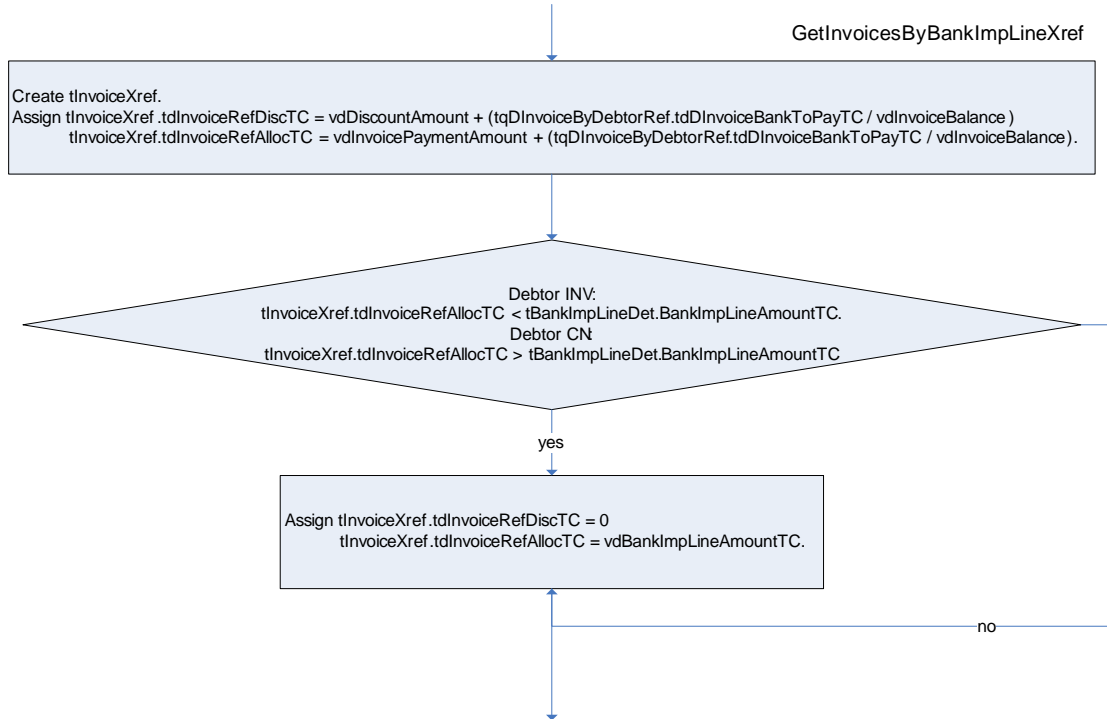 GetInvoicesByBankImpLineXref
Create tInvoiceXref.
Assign tInvoiceXref.tdInvoiceRefDiscTC = vdDiscountAmount + (tqDInvoiceByDebtorRef.tdDInvoiceBankToPayTC / vdInvoiceBalance )
tInvoiceXref.tdInvoiceRefAllocTC = vdInvoicePaymentAmount + (tqDInvoiceByDebtorRef.tdDInvoiceBankToPayTC / vdInvoiceBalance).
Debtor INV:
tInvoiceXref.tdInvoiceRefAllocTC < tBankImpLineDet.BankImpLineAmountTC.
Debtor CN:
tInvoiceXref.tdInvoiceRefAllocTC > tBankImpLineDet.BankImpLineAmountTC
yes
Assign tInvoiceXref.tdInvoiceRefDiscTC = 0
tInvoiceXref.tdInvoiceRefAllocTC = vdBankImpLineAmountTC.
no